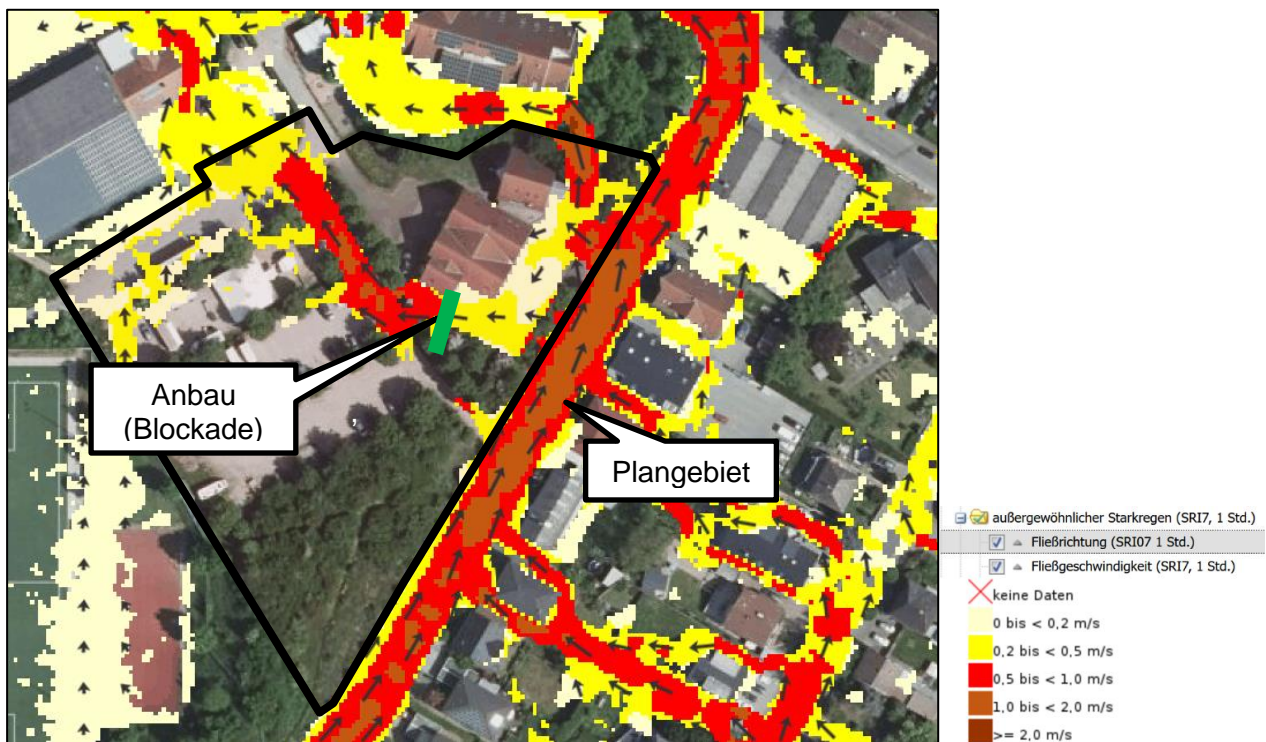 Anbau
(Blockade)
Plangebiet
außergewöhnlicher Starkregen (SRI7, 1 Std.)
Fließrichtung (SRI07 1 Std.)
Fließgeschwindigkeit (SRI7, 1 Std.)
keine Daten
0 bis < 0,2 m/s
0,2 bis < 0,5 m/s
0,5 bis < 1,0 m/s
1,0 bis < 2,0 m/s
>= 2,0 m/s